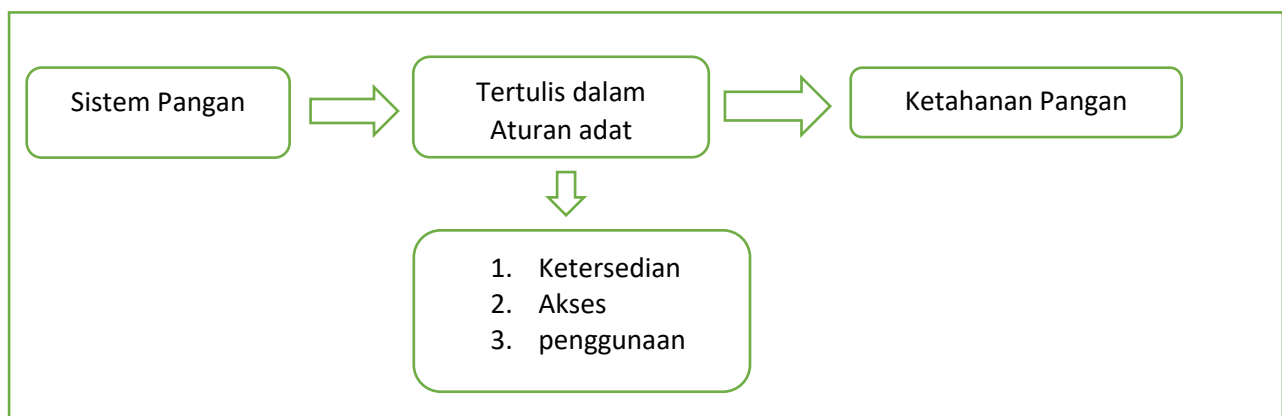 Sistem Pangan
Tertulis dalam
Aturan adat
Ketahanan Pangan
1. Ketersedian
2. Akses
3. penggunaan